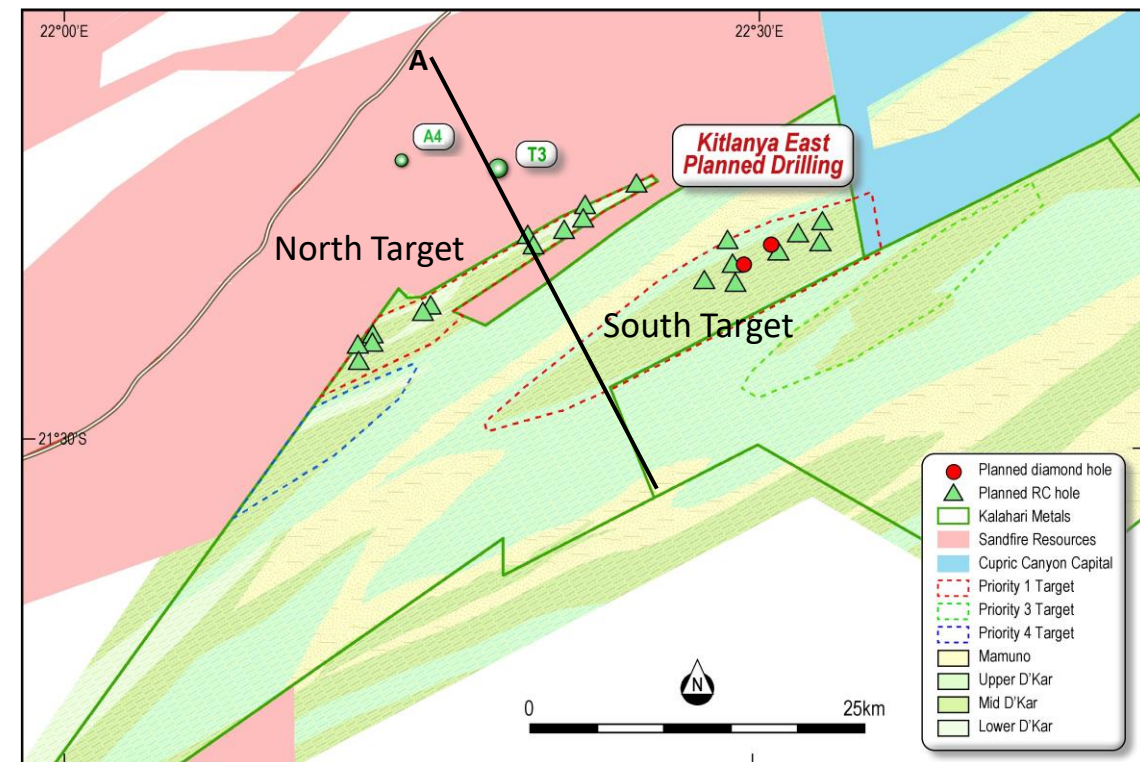 22°00'E
22°30'E
A
A4
T3
Kitlanya East
Planned Drilling
North Target
South Target
21°30'S
N
0
25km
Planned diamond hole
Planned RC hole
Kalahari Metals
Sandfire Resources
Cupric Canyon Capital
Priority 1 Target
Priority 3 Target
Priority 4 Target
Mamuno
Upper D'Kar
Mid D'Kar
Lower D'Kar